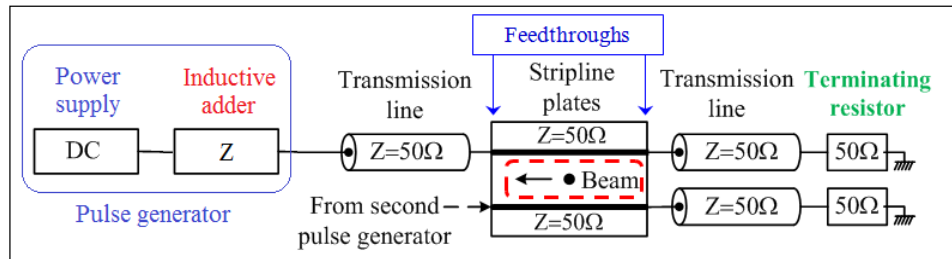 Feedthroughs
Power
supply
Inductive
adder
Transmission
line
Stripline
plates
Transmission
line
Terminating
resistor
DC
Z
Z=50Ω
Z=50Ω
Z=50Ω
50Ω
Beam
Pulse generator
From second
pulse generator
Z=50Ω
Z=50Ω
50Ω